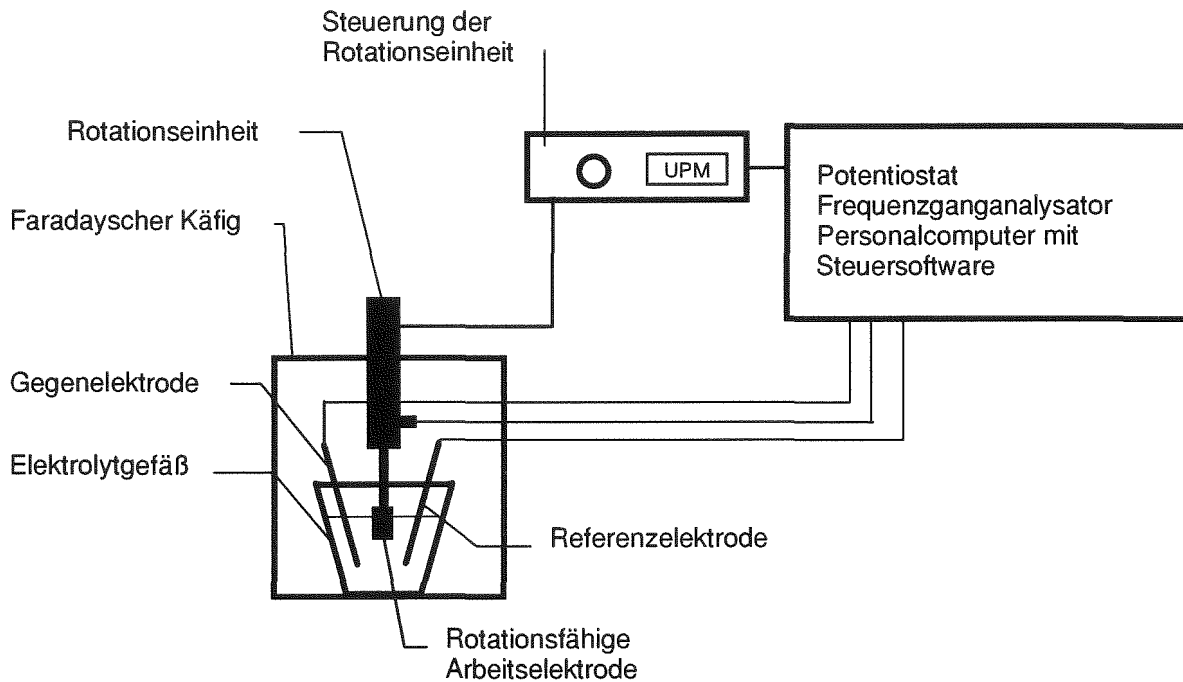 Steuerung der
Rotationseinheit
Rotationseinheit
UPM
Potentiostat
Frequenzganganalysator
Personalcomputer mit
Steuersoftware
Faradayscher Käfig
Gegenelektrode
Elektrolytgefäß
Referenzelektrode
Rotationsfähige
Arbeitselektrode